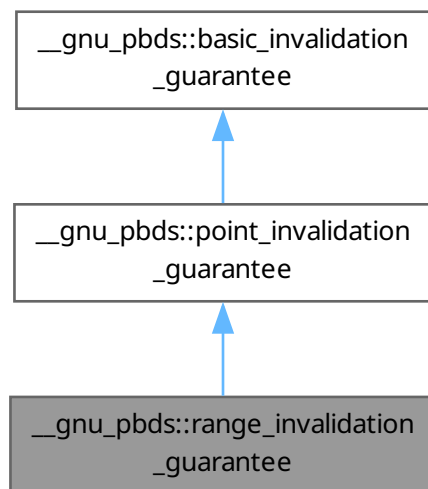 __gnu_pbds::basic_invalidation
_guarantee
__gnu_pbds::point_invalidation
_guarantee
__gnu_pbds::range_invalidation
_guarantee